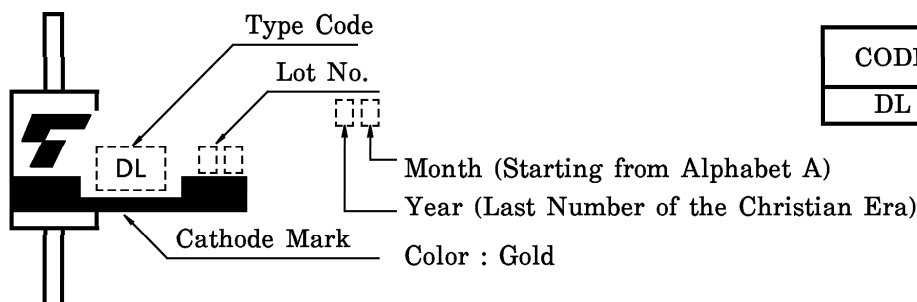 Type Code
Lot No.
CODE
DL
DL
Month (Starting from Alphabet A)
Year (Last Number of the Christian Era)
Cathode Mark
Color : Gold